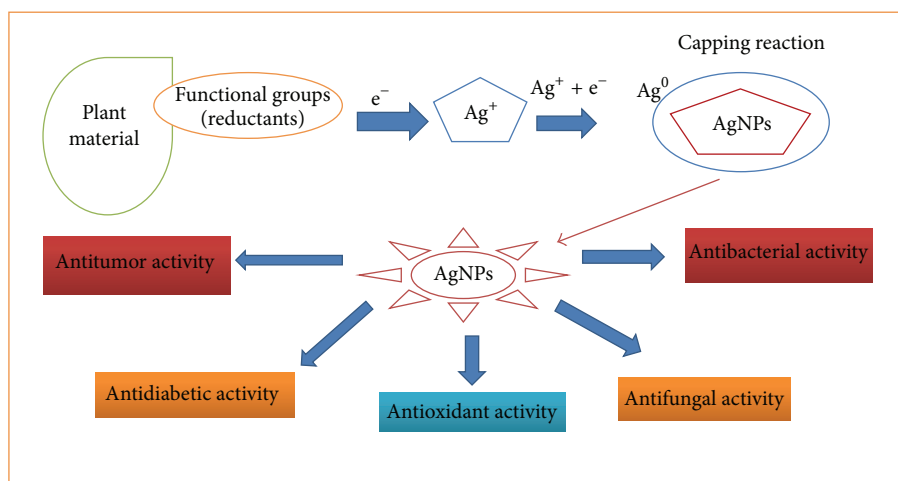 Capping reaction
Plant
material
Functional groups
(reductants)
e⁻
Ag⁺
Ag⁺ + e⁻
Ag⁰
AgNPs
Antitumor activity
AgNPs
Antibacterial activity
Antidiabetic activity
Antioxidant activity
Antifungal activity